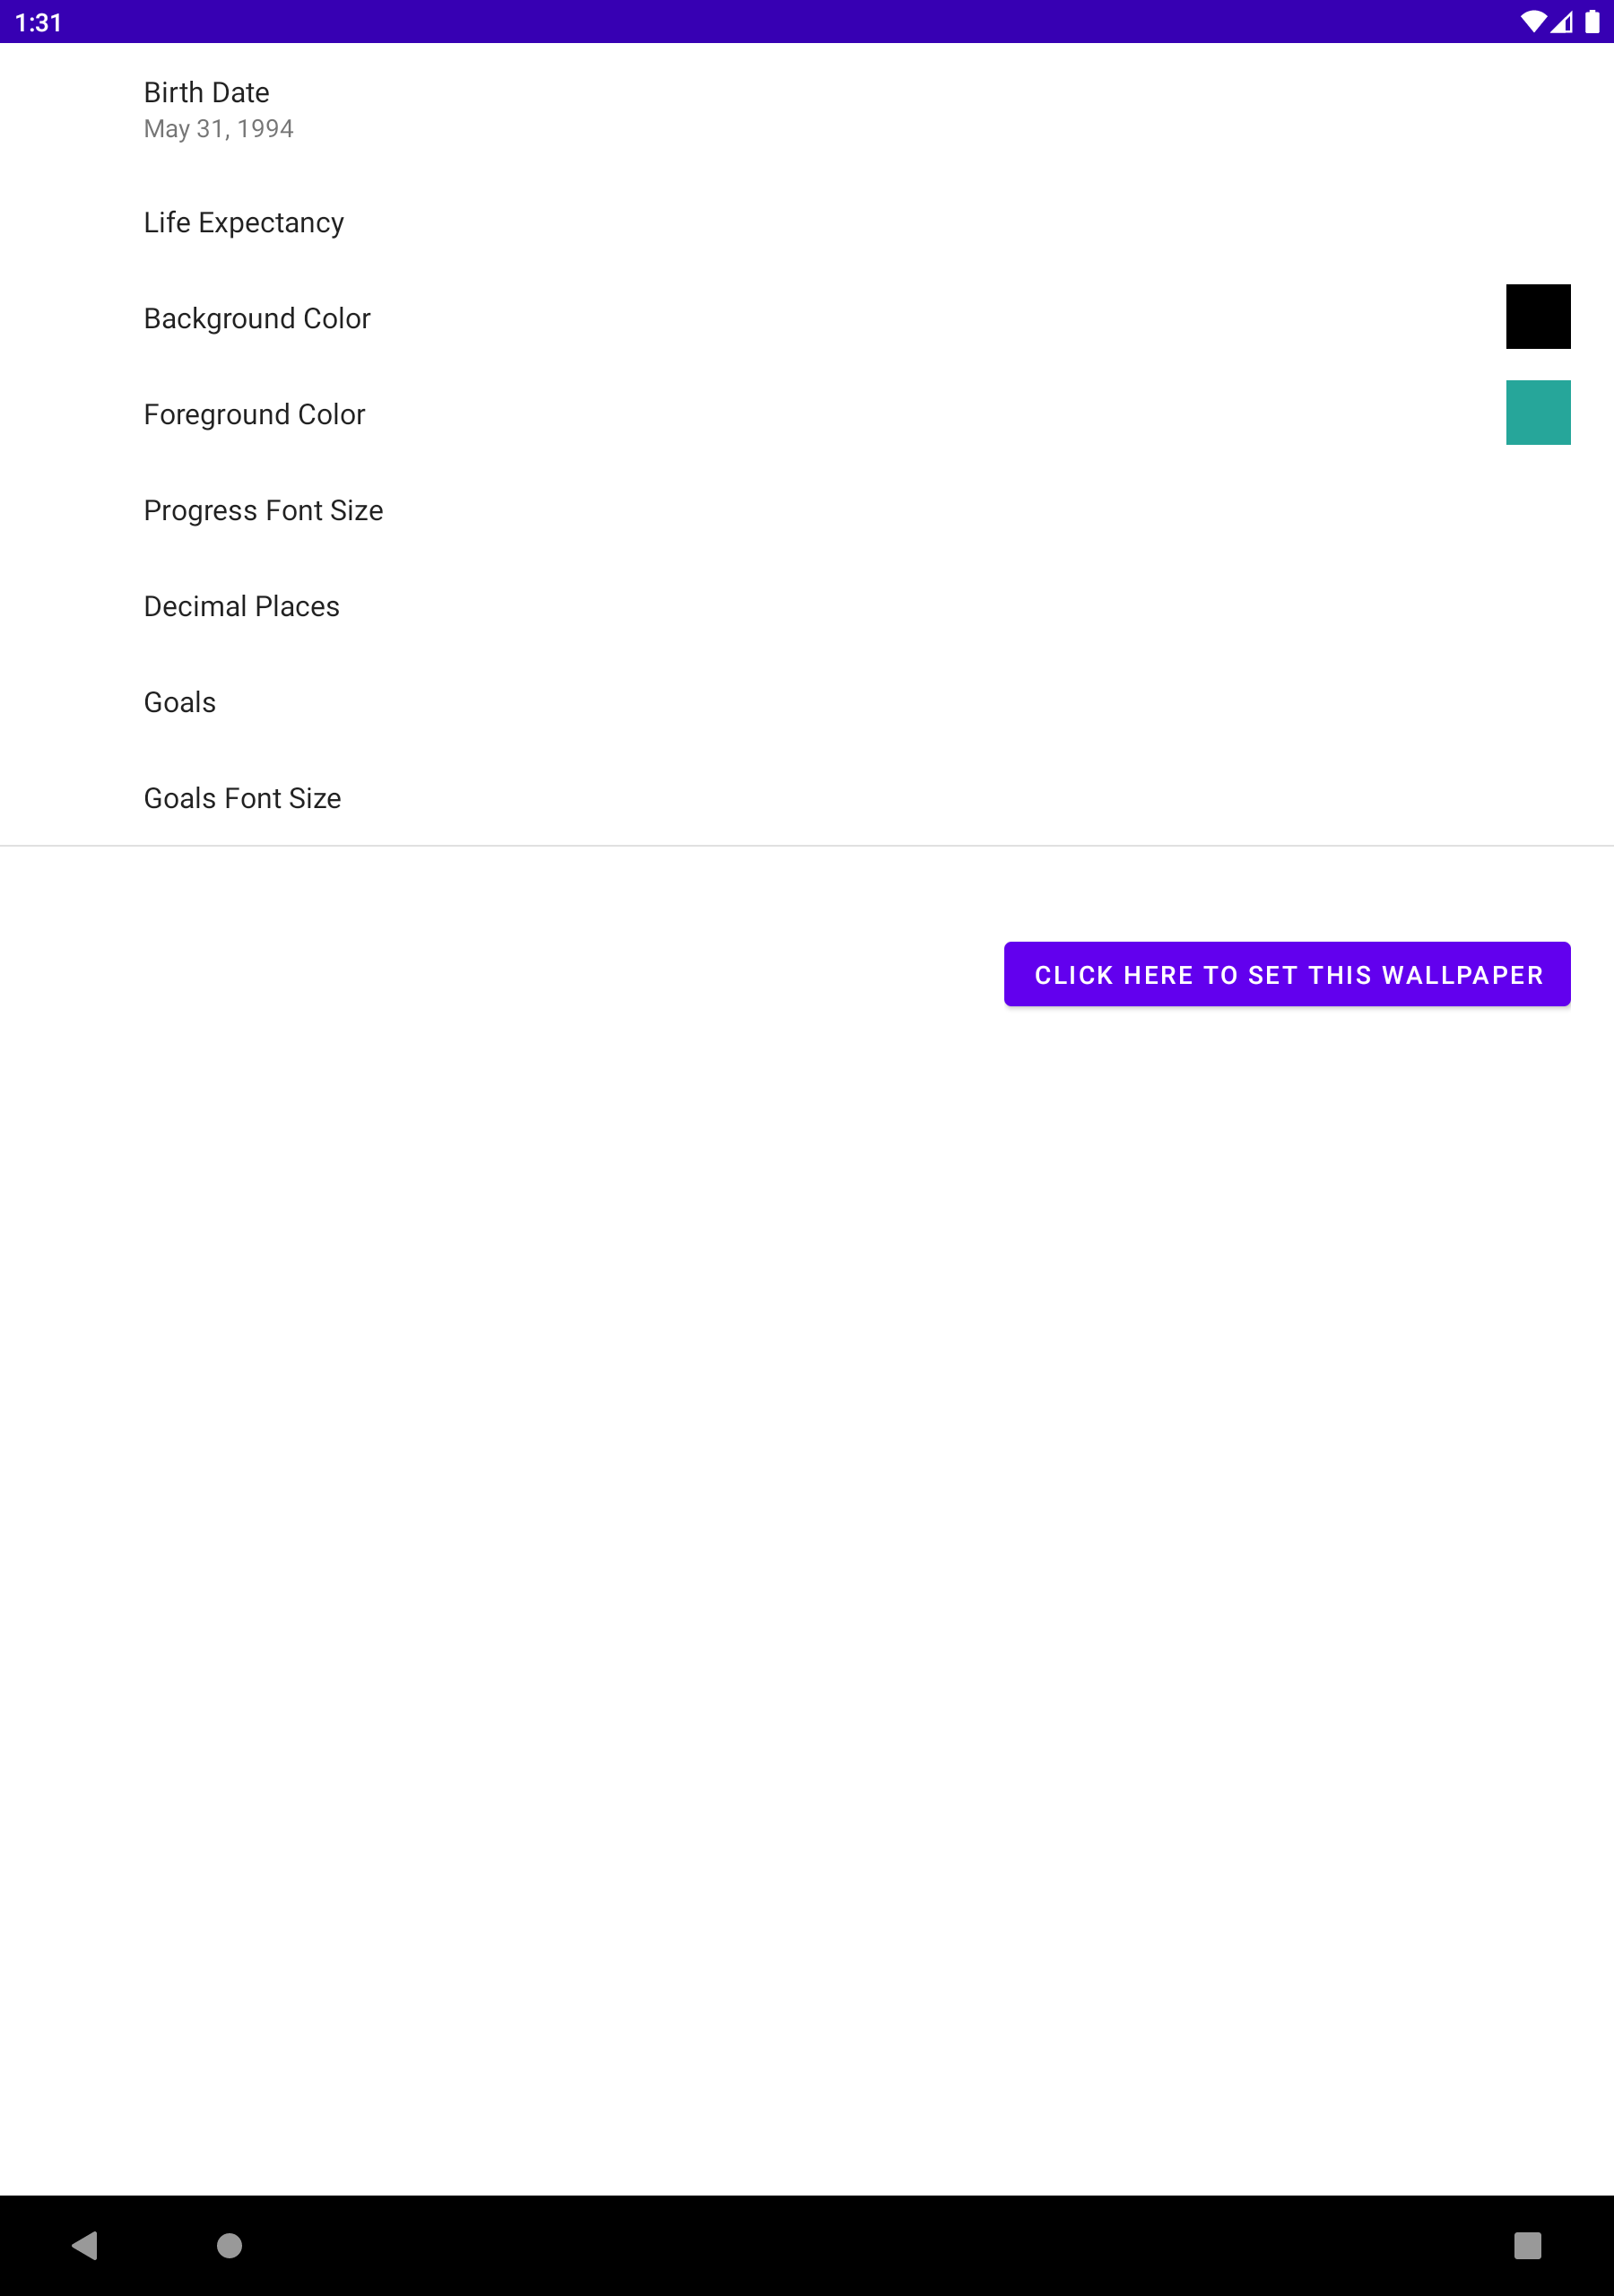 1:31
Birth Date
May 31, 1994
Life Expectancy
Background Color
Foreground Color
Progress Font Size
Decimal Places
Goals
Goals Font Size
CLICK HERE TO SET THIS WALLPAPER